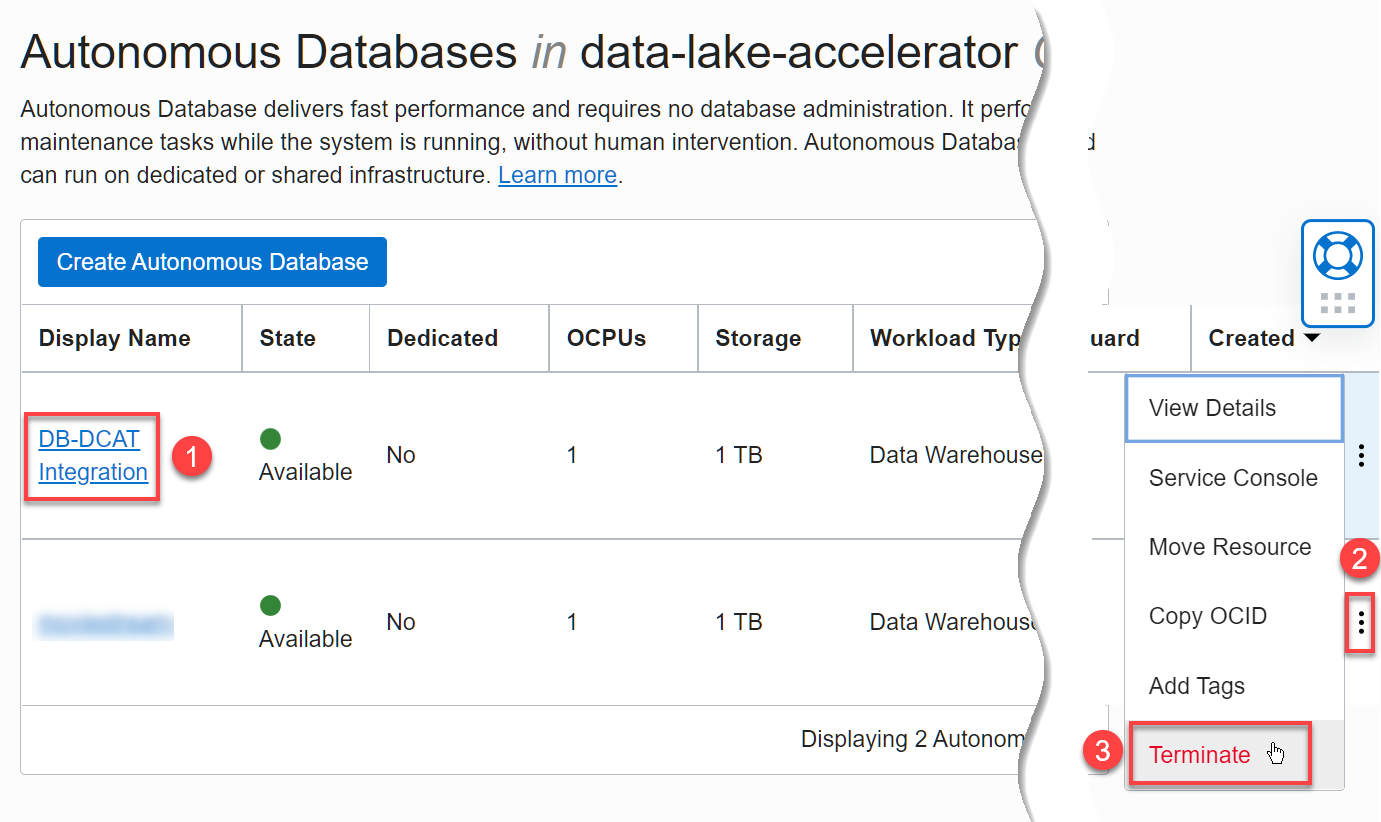 Autonomous Databases in data-lake-accelerator
Autonomous Database delivers fast performance and requires no database administration. It perfo
maintenance tasks while the system is running, without human intervention. Autonomous Databas d
can run on dedicated or shared infrastructure. Learn more.
Create Autonomous Database
Display Name State Dedicated OCPUs Storage Workload Typ uard Created
DB-DCAT
Integration
1
Available
No 1 1 TB Data Warehouse
View Details
Service Console
Move Resource
2
Available
No 1 1 TB Data Warehouse
Copy OCID
Add Tags
Displaying 2 Autonom
3
Terminate